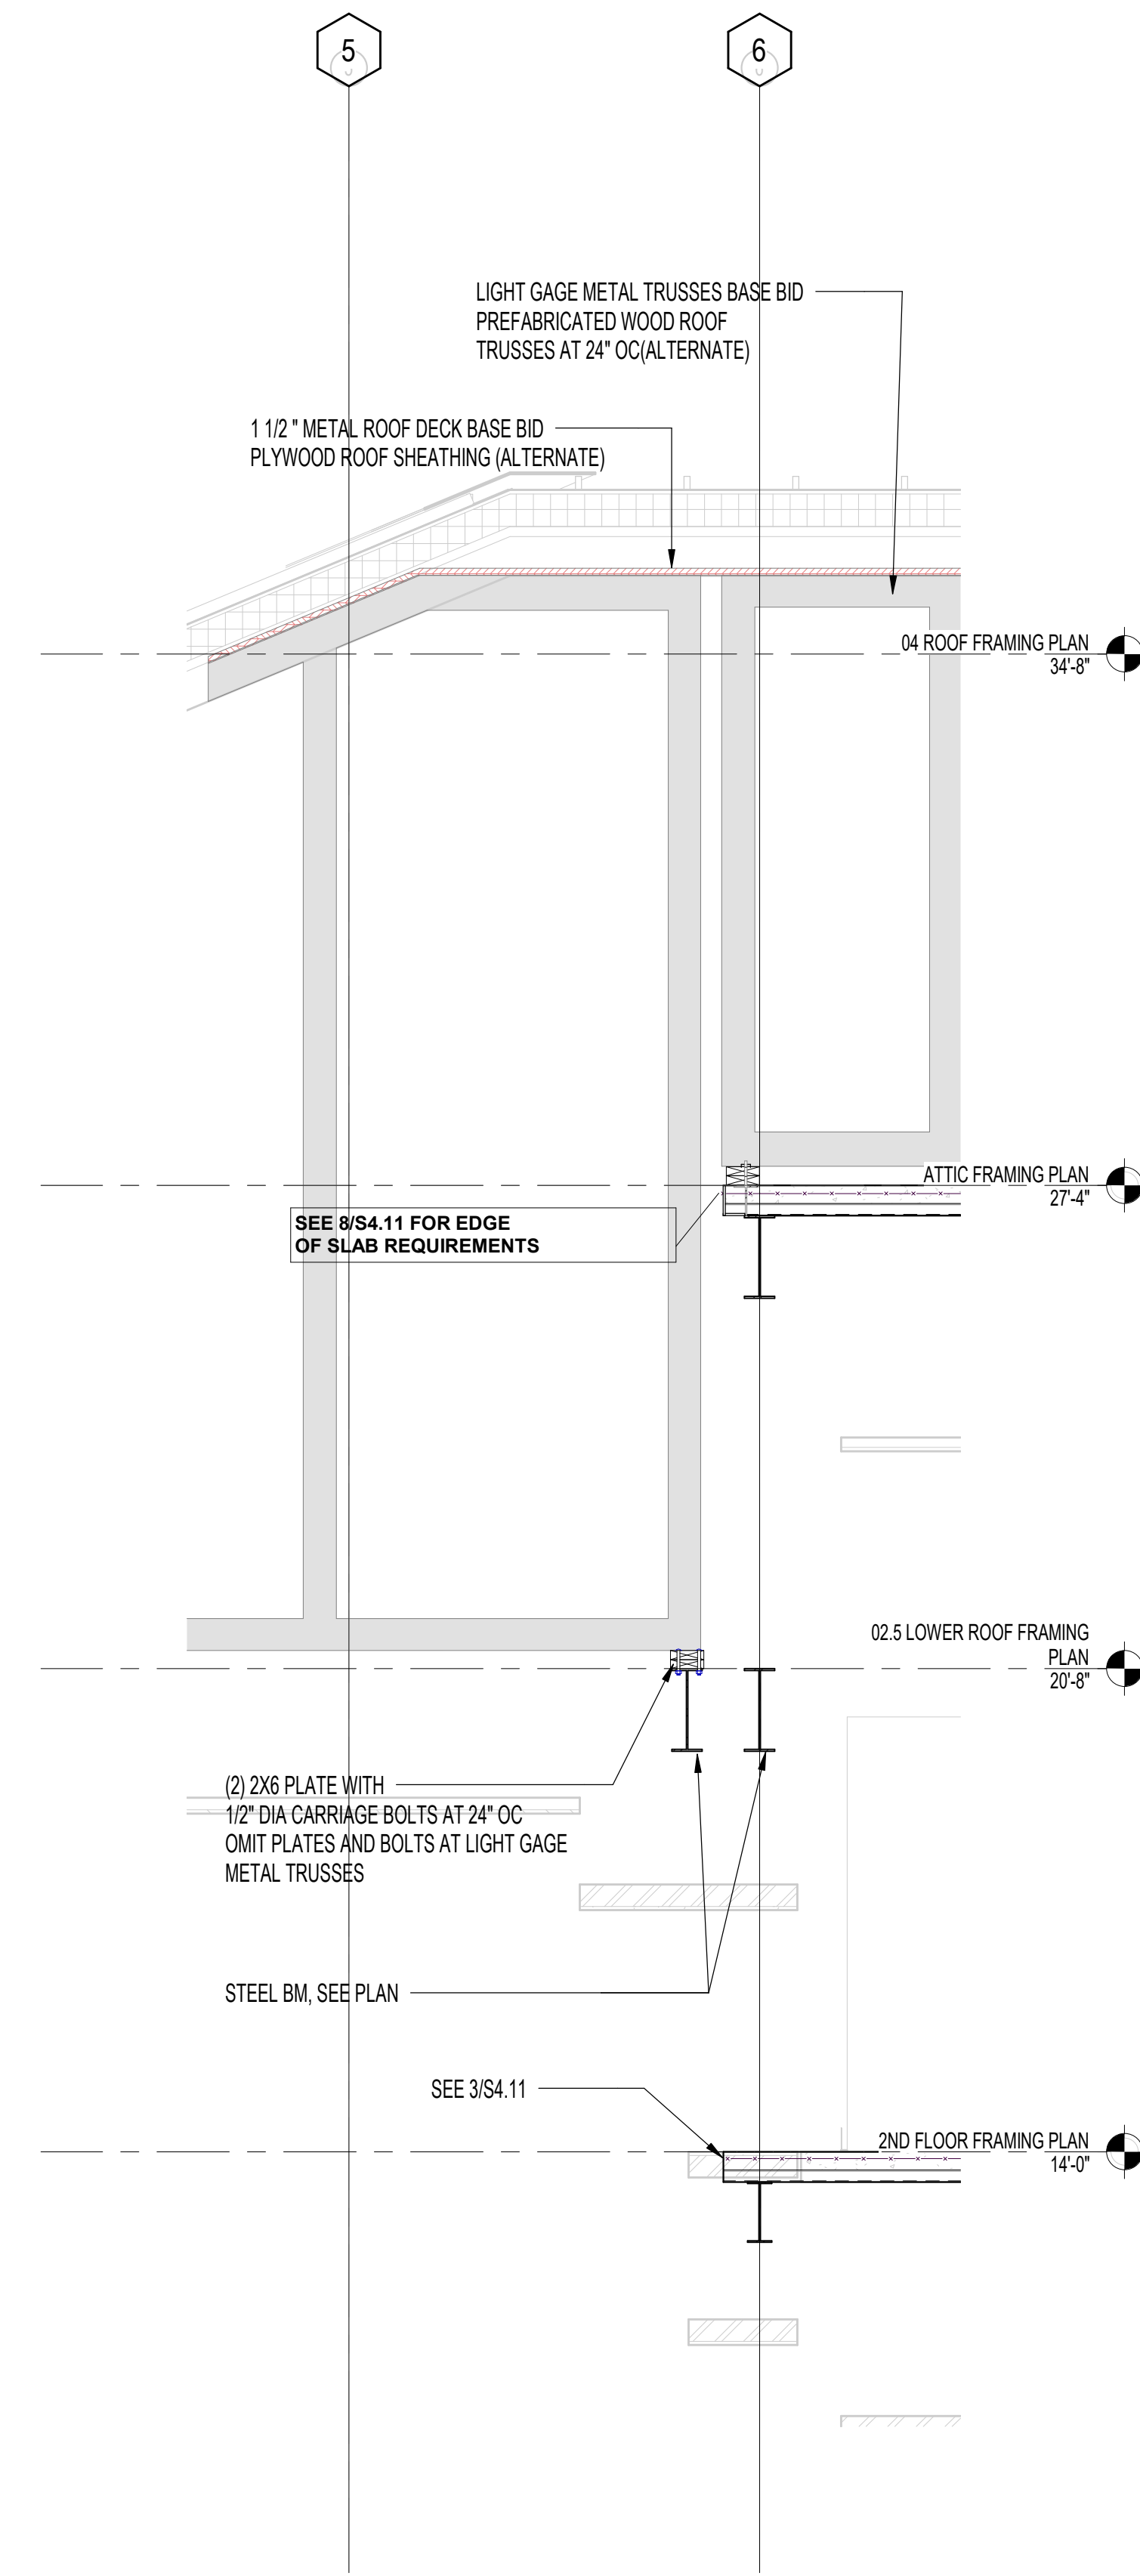 5
6
LIGHT GAGE METAL TRUSSES BASE BID
PREFABRICATED WOOD ROOF
TRUSSES AT 24" OC(ALTERNATE)
1 1/2 " METAL ROOF DECK BASE BID
PLYWOOD ROOF SHEATHING (ALTERNATE)
04 ROOF FRAMING PLAN
34'-8"
ATTIC FRAMING PLAN
27'-4"
SEE 8/S4.11 FOR EDGE
OF SLAB REQUIREMENTS
02.5 LOWER ROOF FRAMING
PLAN
20'-8"
(2) 2X6 PLATE WITH
1/2" DIA CARRIAGE BOLTS AT 24" OC
OMIT PLATES AND BOLTS AT LIGHT GAGE
METAL TRUSSES
STEEL BM, SEE PLAN
SEE 3/S4.11
2ND FLOOR FRAMING PLAN
14'-0"